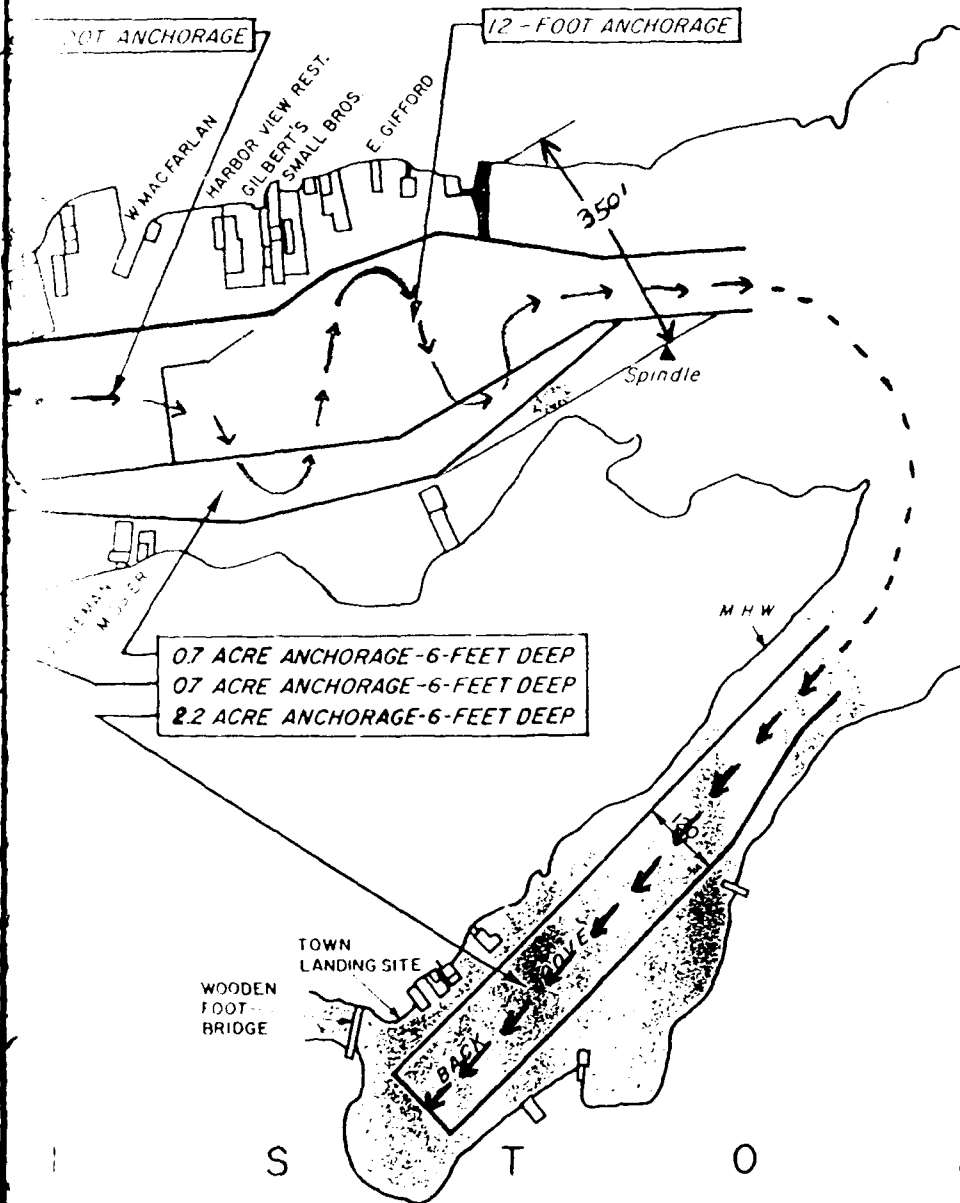 OOT ANCHORAGE
12-FOOT ANCHORAGE
W MACFARLAN
HARBOR VIEW REST.
GILBERT'S
SMALL BROS.
E. GIFFORD
350'
Spindle
M H W
0.7 ACRE ANCHORAGE-6-FEET DEEP
0.7 ACRE ANCHORAGE-6-FEET DEEP
2.2 ACRE ANCHORAGE-6-FEET DEEP
TOWN
LANDING SITE
WOODEN
FOOT-
BRIDGE
BACK COVE
S T O